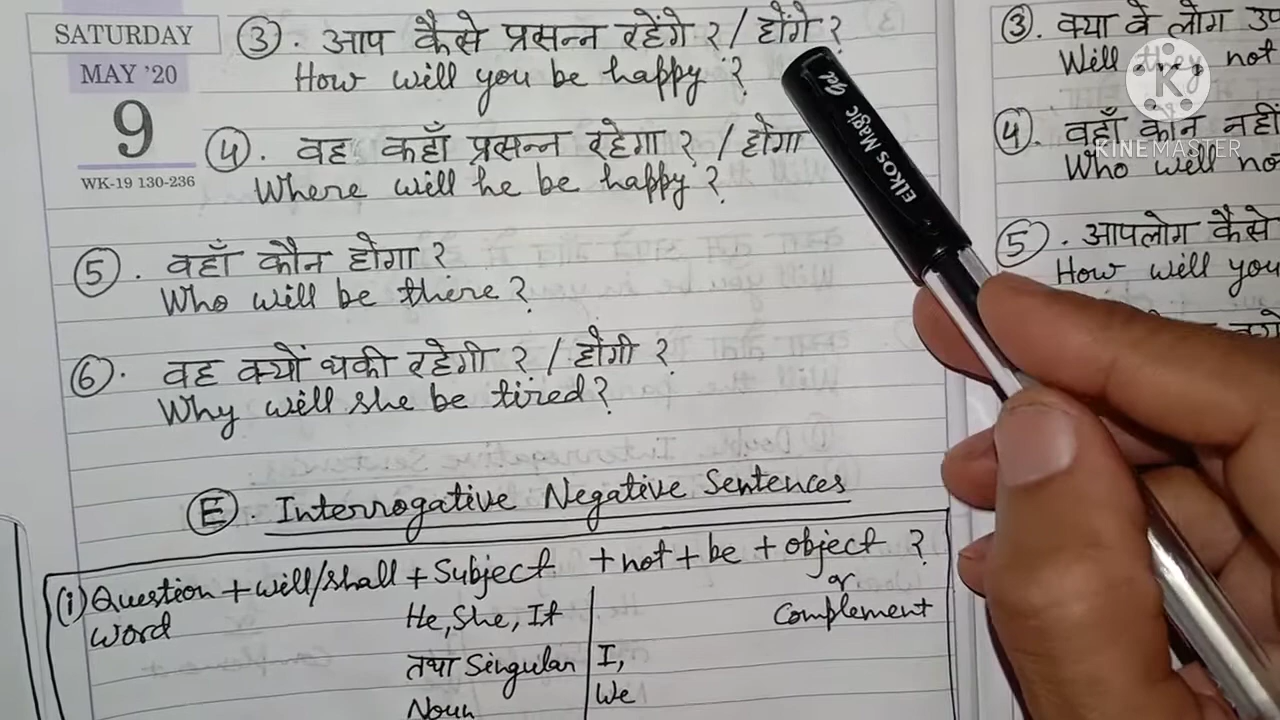 SATURDAY
MAY '20
9
WK-19 130-236
③. आप कैसे प्रसन्न रहेंगे ? / होंगे ?
How will you be happy ?
④. वह कहाँ प्रसन्न रहेगा ? / होगा
Where will he be happy ?
⑤. वहाँ कौन होगा ?
Who will be there ?
⑥. वह क्यों थकी रहेगी ? / होगी ?
Why will she be tired ?
Ⓔ. Interrogative Negative Sentences
(i) Question + will/shall + Subject + not + be + object ?
or
Word He, She, It Complement
तथा Singular I,
Noun We
③. क्या वे लोग
Will they not
④. वहाँ कौन नहीं
Who will
⑤. आपलोग कैसे
How will you
Elkos Magic Gel
KINEMASTER